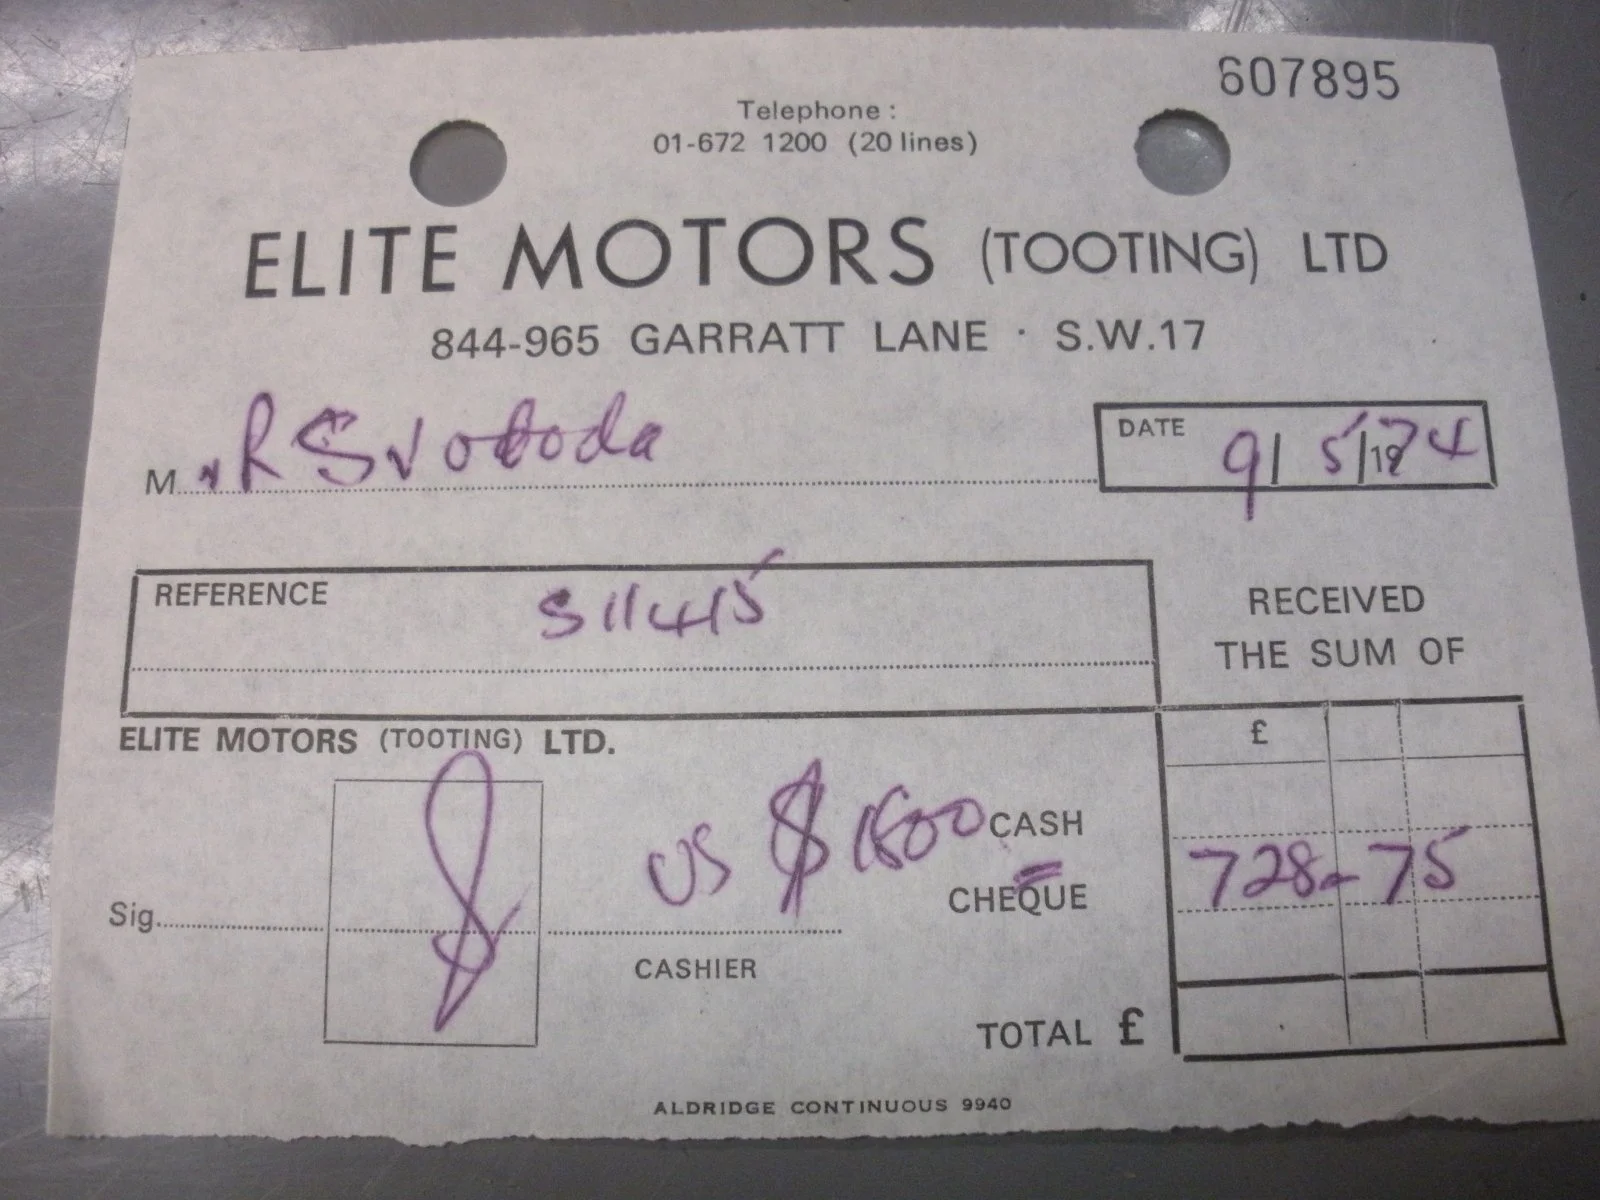 607895
Telephone :
01-672 1200 (20 lines)
ELITE MOTORS (TOOTING) LTD
844-965 GARRATT LANE · S.W.17
Mr R Svoboda
DATE 9/5/1974
REFERENCE S11415
RECEIVED
THE SUM OF
£
ELITE MOTORS (TOOTING) LTD.
US $ 1800 CASH
CHEQUE 728-75
Sig.
CASHIER
TOTAL £
ALDRIDGE CONTINUOUS 9940